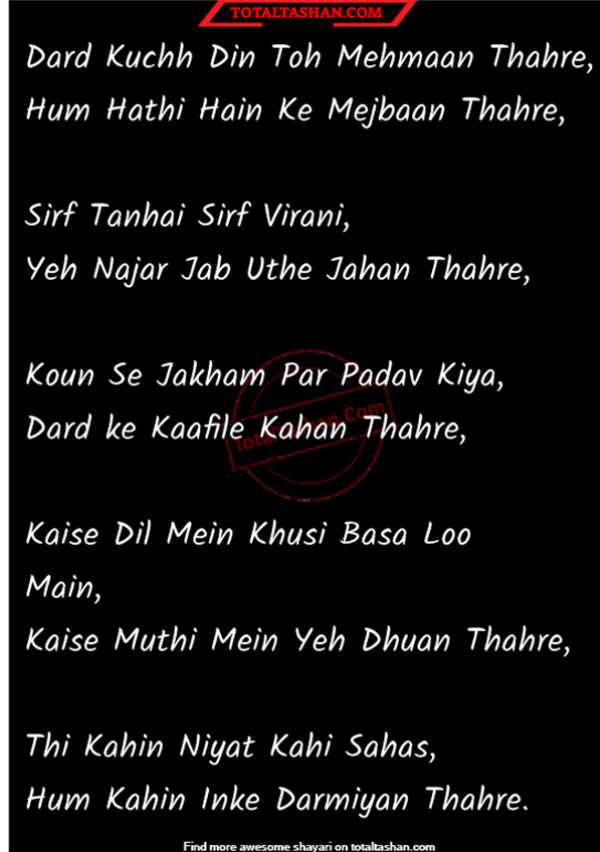 TOTALTASHAN.COM
Dard Kuchh Din Toh Mehmaan Thahre,
Hum Hathi Hain Ke Mejbaan Thahre,
Sirf Tanhai Sirf Virani,
Yeh Najar Jab Uthe Jahan Thahre,
Koun Se Jakham Par Padav Kiya,
TotalTashan.Com
Dard ke Kaafile Kahan Thahre,
Kaise Dil Mein Khusi Basa Loo
Main,
Kaise Muthi Mein Yeh Dhuan Thahre,
Thi Kahin Niyat Kahi Sahas,
Hum Kahin Inke Darmiyan Thahre.
Find more awesome shayari on totaltashan.com